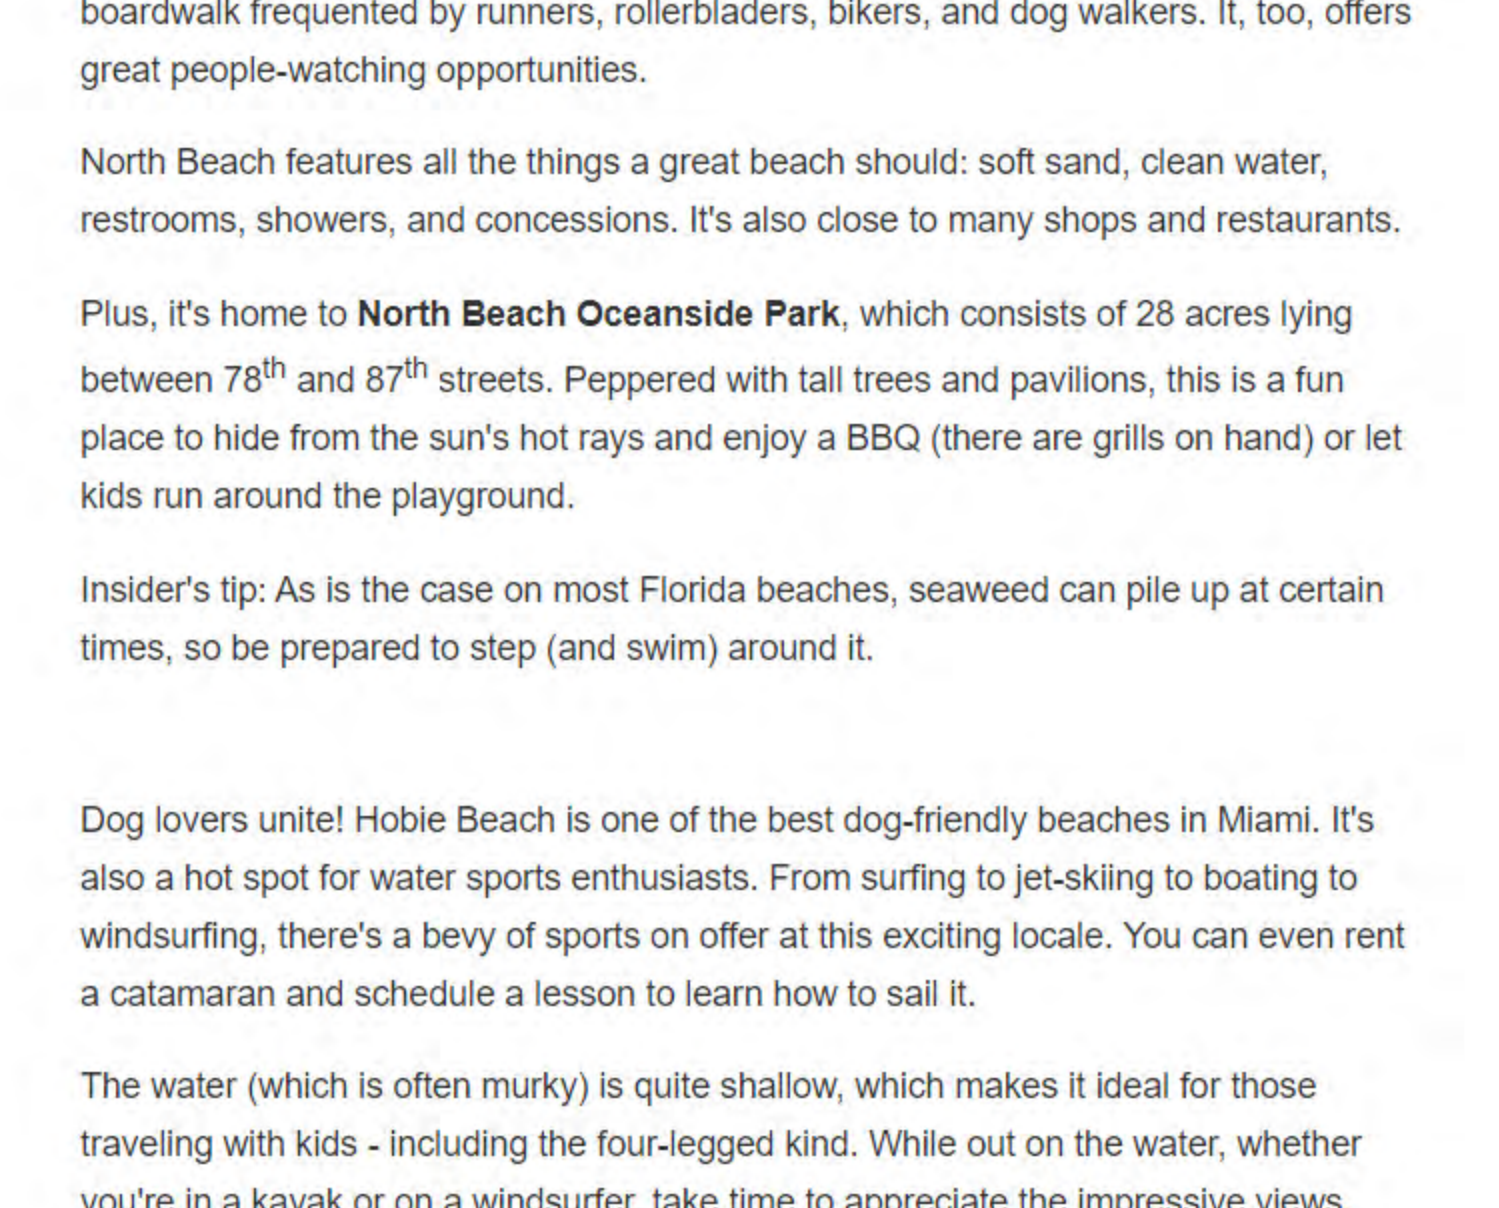 boardwalk frequented by runners, rollerbladers, bikers, and dog walkers. It, too, offers
great people-watching opportunities.
North Beach features all the things a great beach should: soft sand, clean water,
restrooms, showers, and concessions. It's also close to many shops and restaurants.
Plus, it's home to North Beach Oceanside Park, which consists of 28 acres lying
between 78th and 87th streets. Peppered with tall trees and pavilions, this is a fun
place to hide from the sun's hot rays and enjoy a BBQ (there are grills on hand) or let
kids run around the playground.
Insider's tip: As is the case on most Florida beaches, seaweed can pile up at certain
times, so be prepared to step (and swim) around it.
Dog lovers unite! Hobie Beach is one of the best dog-friendly beaches in Miami. It's
also a hot spot for water sports enthusiasts. From surfing to jet-skiing to boating to
windsurfing, there's a bevy of sports on offer at this exciting locale. You can even rent
a catamaran and schedule a lesson to learn how to sail it.
The water (which is often murky) is quite shallow, which makes it ideal for those
traveling with kids - including the four-legged kind. While out on the water, whether
you're in a kayak or on a windsurfer, take time to appreciate the impressive views